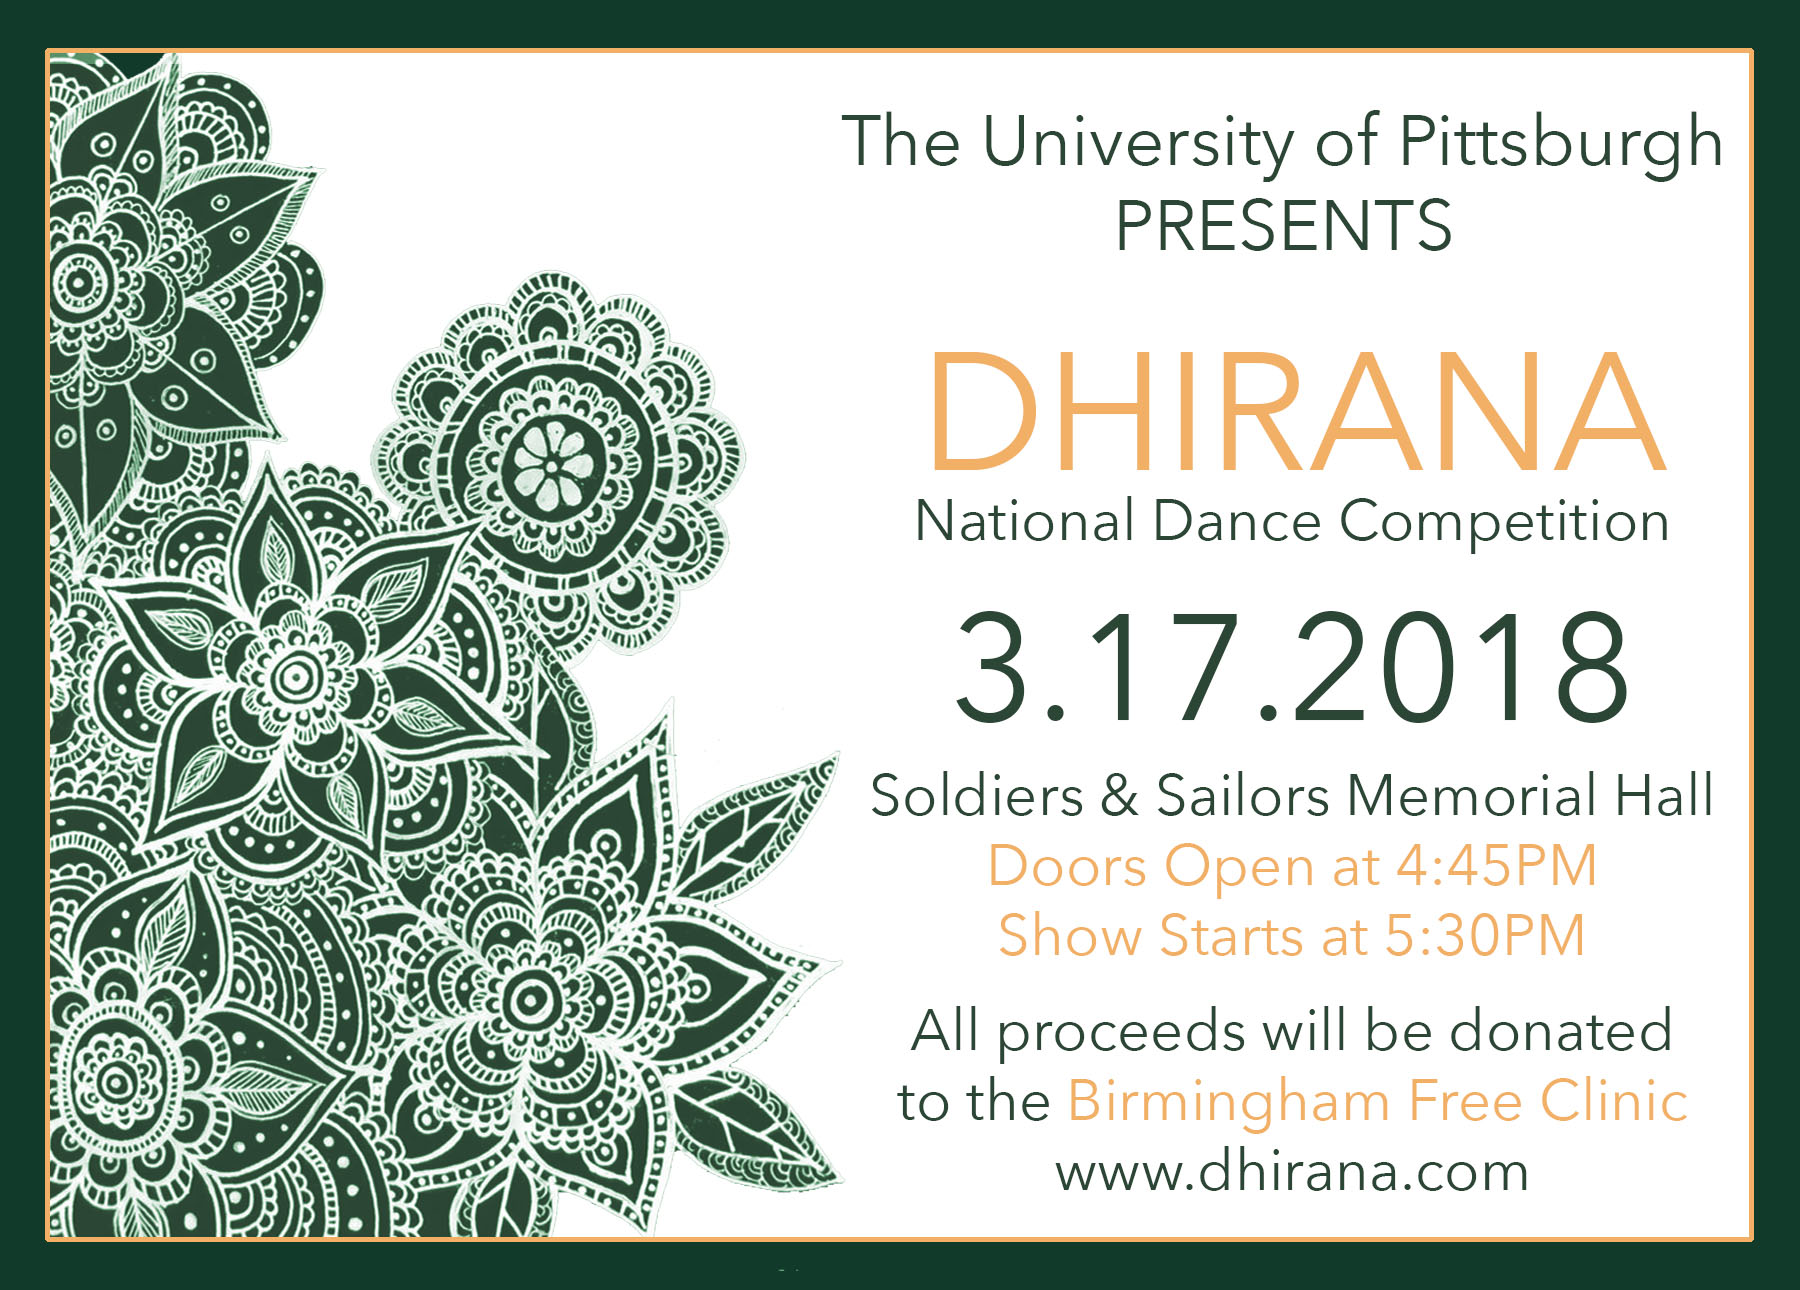 The University of Pittsburgh
PRESENTS
DHIRANA
National Dance Competition
3.17.2018
Soldiers & Sailors Memorial Hall
Doors Open at 4:45PM
Show Starts at 5:30PM
All proceeds will be donated
to the Birmingham Free Clinic
www.dhirana.com